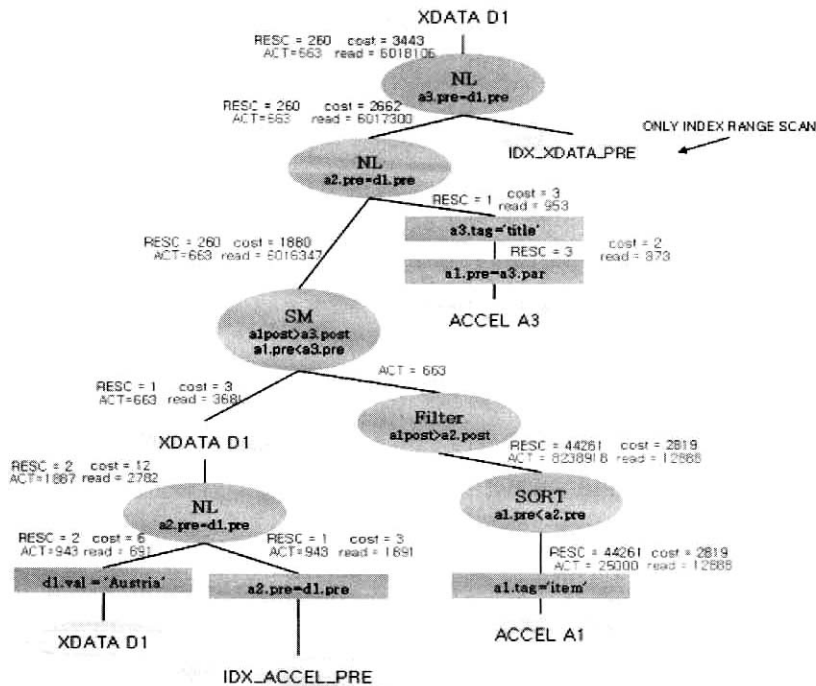 XDATA D1
RESC = 260 cost = 3443
ACT=663 read = 6018106
NL
a3.pre=d1.pre
RESC = 260 cost = 2662
ACT=663 read = 6017300
ONLY INDEX RANGE SCAN
IDX_XDATA_PRE
NL
a2.pre=d1.pre
RESC = 1 cost = 3
read = 953
a3.tag='title'
RESC = 260 cost = 1880
ACT=663 read = 6016347
RESC = 3 cost = 2
read = 873
a1.pre=a3.par
ACCEL A3
SM
a1post>a3.post
a1.pre<a3.pre
RESC = 1 cost = 3
ACT=663 read = 3681
ACT = 663
XDATA D1
Filter
a1post>a2.post
RESC = 44261 cost = 2819
ACT = 8238918 read = 12888
RESC = 2 cost = 12
ACT=1887 read = 2782
NL
a2.pre=d1.pre
SORT
a1.pre<a2.pre
RESC = 2 cost = 6
ACT=943 read = 691
RESC = 1 cost = 3
ACT=943 read = 1891
RESC = 44261 cost = 2819
ACT = 25000 read = 12888
d1.val = 'Austria'
a2.pre=d1.pre
a1.tag='item'
XDATA D1
ACCEL A1
IDX_ACCEL_PRE